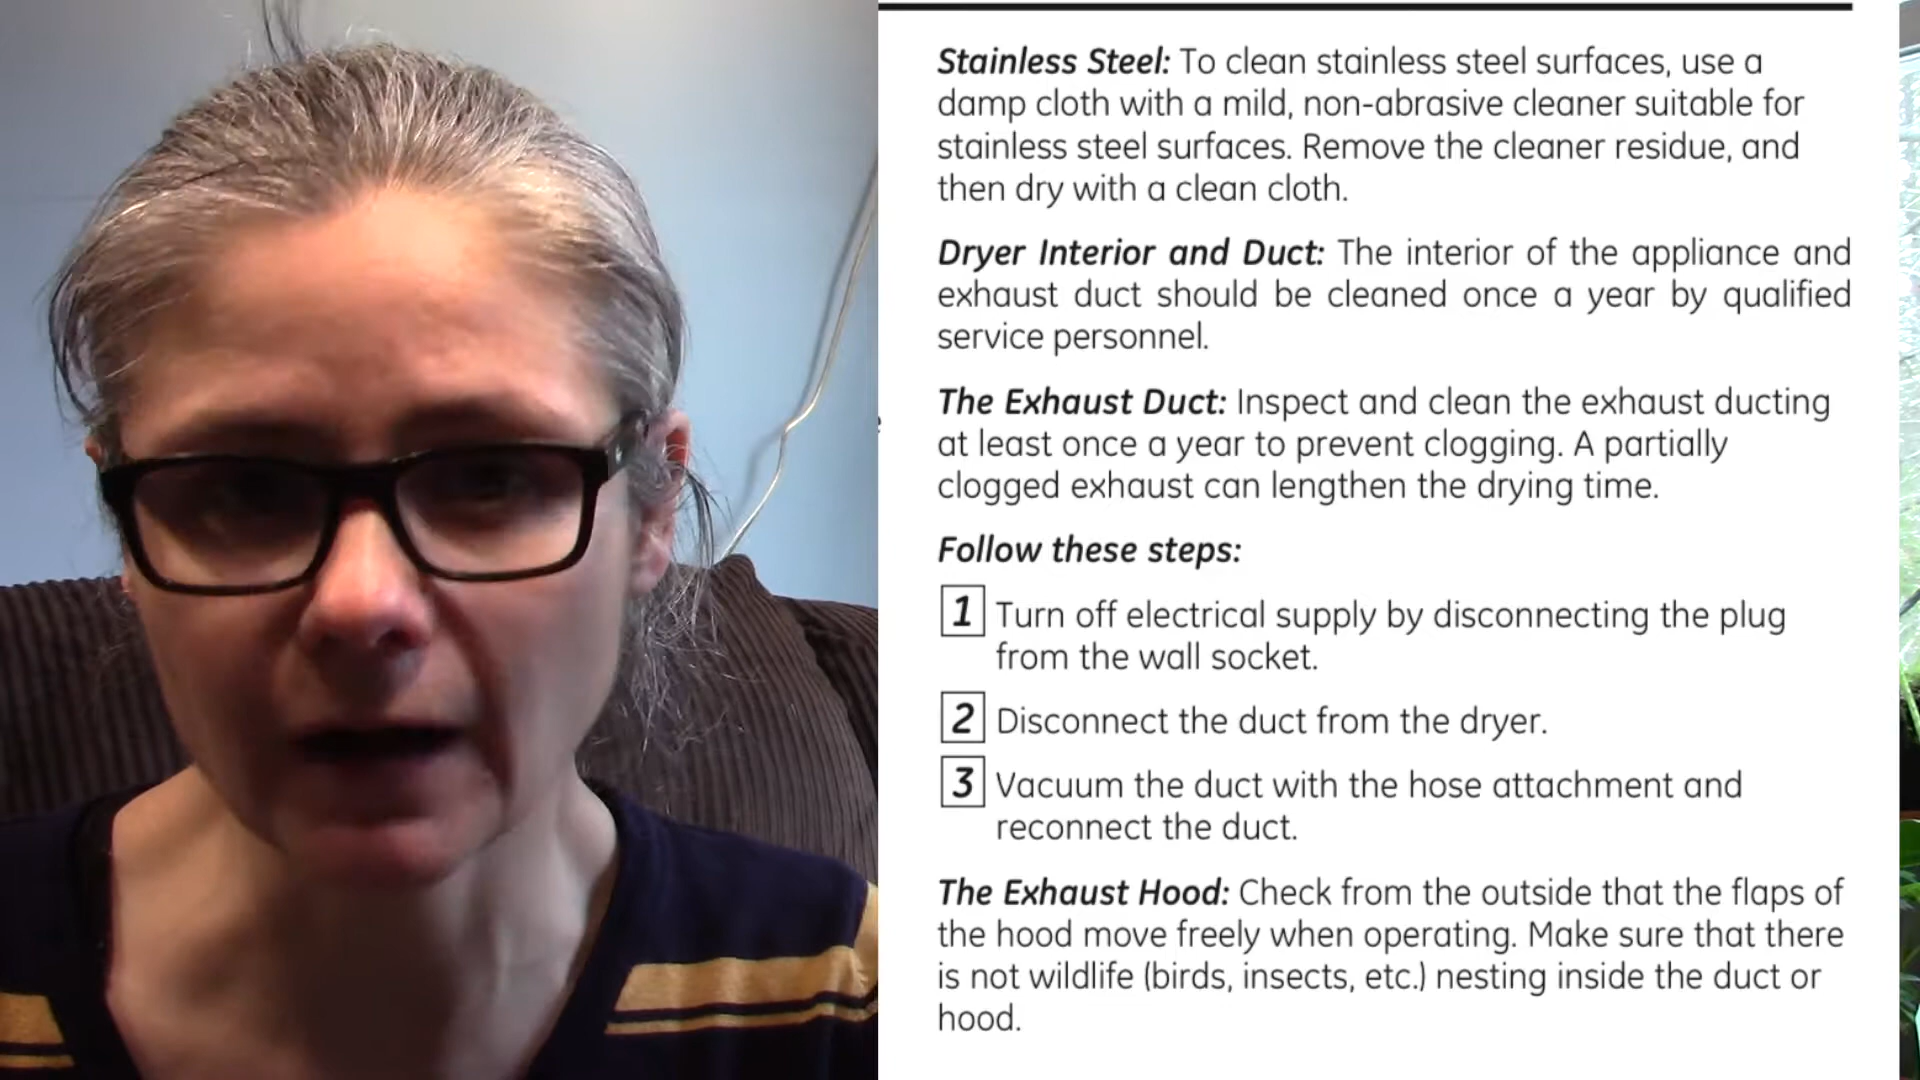 Stainless Steel: To clean stainless steel surfaces, use a
damp cloth with a mild, non-abrasive cleaner suitable for
stainless steel surfaces. Remove the cleaner residue, and
then dry with a clean cloth.
Dryer Interior and Duct: The interior of the appliance and
exhaust duct should be cleaned once a year by qualified
service personnel.
The Exhaust Duct: Inspect and clean the exhaust ducting
at least once a year to prevent clogging. A partially
clogged exhaust can lengthen the drying time.
Follow these steps:
1 Turn off electrical supply by disconnecting the plug
from the wall socket.
2 Disconnect the duct from the dryer.
3 Vacuum the duct with the hose attachment and
reconnect the duct.
The Exhaust Hood: Check from the outside that the flaps of
the hood move freely when operating. Make sure that there
is not wildlife (birds, insects, etc.) nesting inside the duct or
hood.